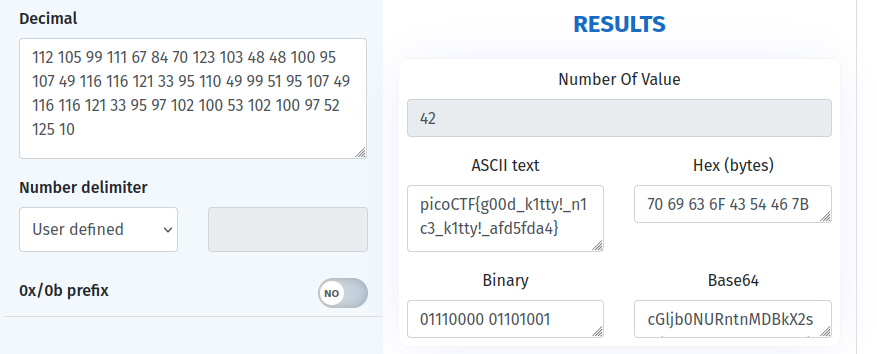 Decimal
112 105 99 111 67 84 70 123 103 48 48 100 95
107 49 116 116 121 33 95 110 49 99 51 95 107 49
116 116 121 33 95 97 102 100 53 102 100 97 52
125 10
Number delimiter
User defined
0x/0b prefix
NO
RESULTS
Number Of Value
42
ASCII text
picoCTF{g00d_k1tty!_n1
c3_k1tty!_afd5fda4}
Hex (bytes)
70 69 63 6F 43 54 46 7B
Binary
01110000 01101001
Base64
cGljb0NURntnMDBkX2s